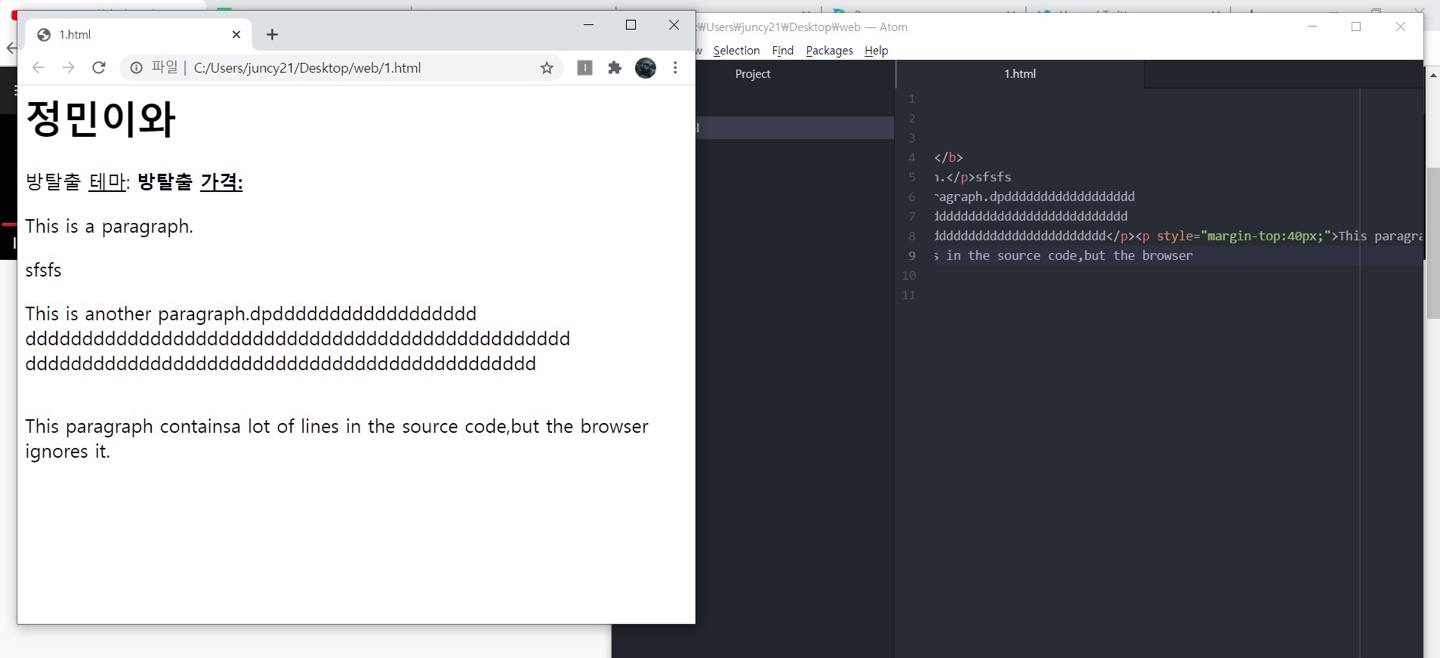 1.html
파일 | C:/Users/juncy21/Desktop/web/1.html
정민이와
방탈출 테마: 방탈출 가격:
This is a paragraph.
sfsfs
This is another paragraph.dpdddddddddddddddddd
dddddddddddddddddddddddddddddddddddddddddddddddd
ddddddddddddddddddddddddddddddddddddddddddddd
This paragraph containsa lot of lines in the source code,but the browser
ignores it.
₩Users₩juncy21₩Desktop₩web — Atom
Selection Find Packages Help
Project
1.html
1
2
3
4 </b>
5 .</p>sfsfs
6 ragraph.dpdddddddddddddddddd
7 ddddddddddddddddddddddddddd
8 dddddddddddddddddddddddd</p><p style="margin-top:40px;">This paragra
9 s in the source code,but the browser
10
11